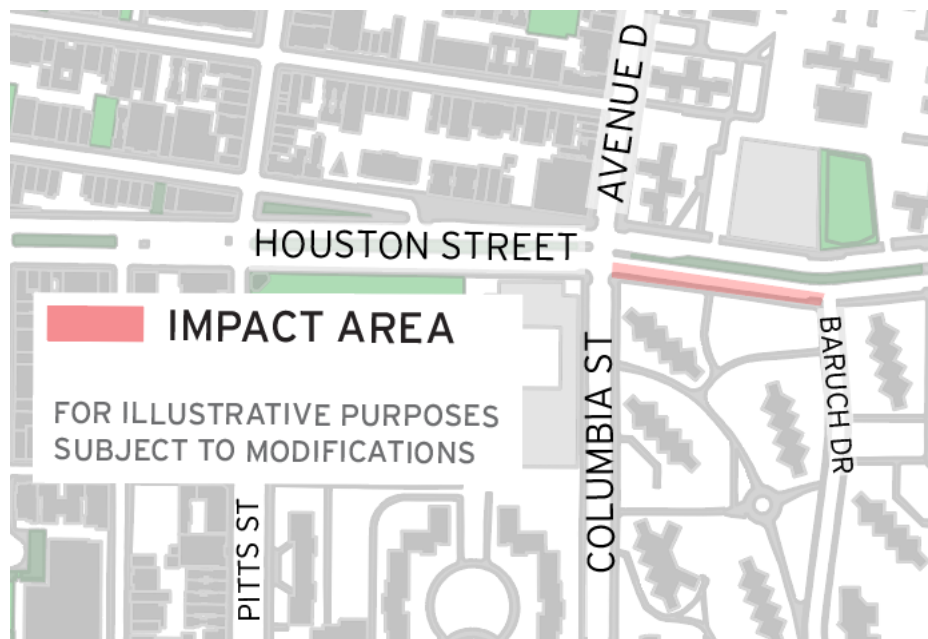 AVENUE D
HOUSTON STREET
IMPACT AREA
FOR ILLUSTRATIVE PURPOSES
SUBJECT TO MODIFICATIONS
COLUMBIA ST
BARUCH DR
PITTS ST